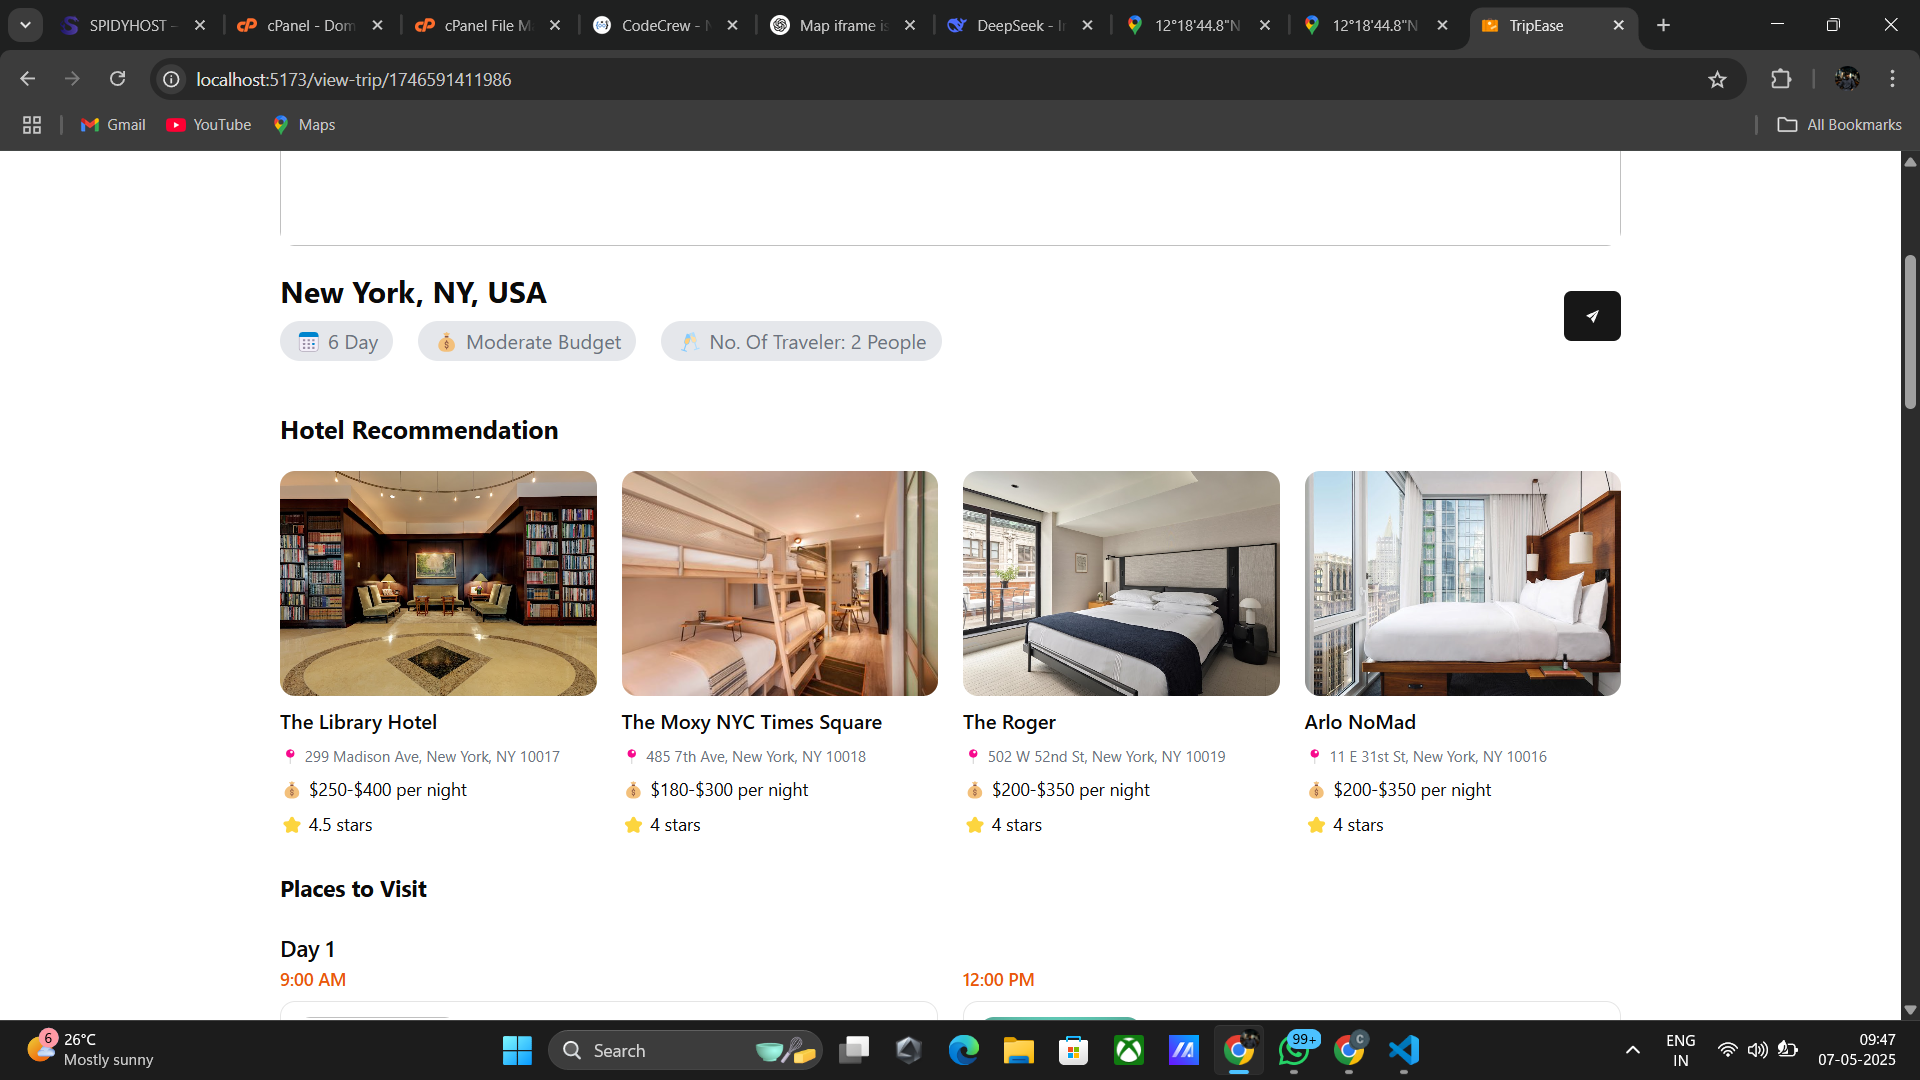 SPIDYHOST -
cPanel - Dom
cPanel File M
CodeCrew -
Map iframe is
DeepSeek -
12°18'44.8"N
12°18'44.8"N
TripEase
localhost:5173/view-trip/1746591411986
Gmail
YouTube
Maps
All Bookmarks
New York, NY, USA
6 Day
Moderate Budget
No. Of Traveler: 2 People
Hotel Recommendation
The Library Hotel
299 Madison Ave, New York, NY 10017
$250-$400 per night
4.5 stars
The Moxy NYC Times Square
485 7th Ave, New York, NY 10018
$180-$300 per night
4 stars
The Roger
502 W 52nd St, New York, NY 10019
$200-$350 per night
4 stars
Arlo NoMad
11 E 31st St, New York, NY 10016
$200-$350 per night
4 stars
Places to Visit
Day 1
9:00 AM
12:00 PM
6
26°C
Mostly sunny
Search
99+
C
ENG
IN
09:47
07-05-2025